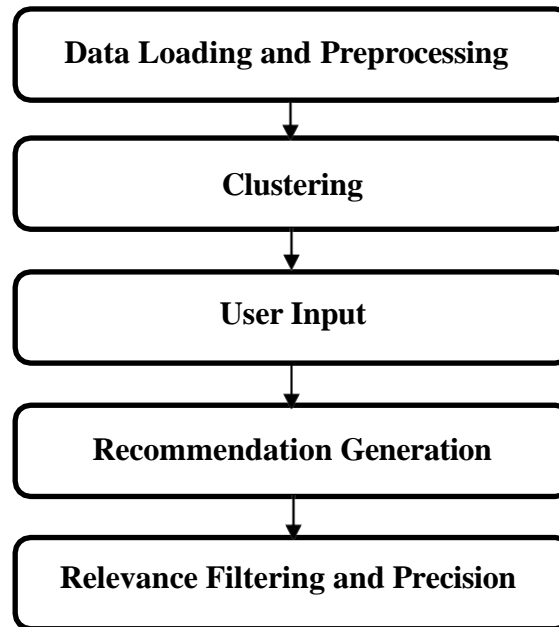 Data Loading and Preprocessing
Clustering
User Input
Recommendation Generation
Relevance Filtering and Precision